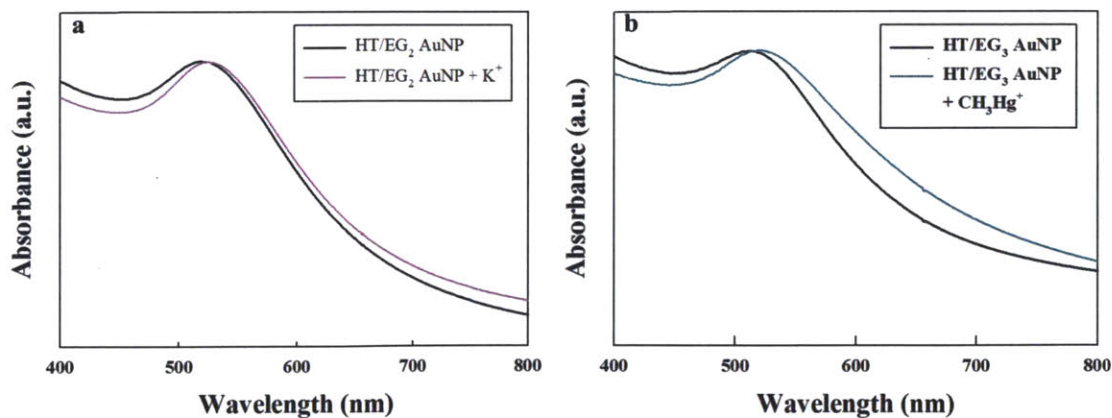 a
HT/EG₂ AuNP
HT/EG₂ AuNP + K⁺
Absorbance (a.u.)
400 500 600 700 800
Wavelength (nm)
b
HT/EG₃ AuNP
HT/EG₃ AuNP
+ CH₃Hg⁺
Absorbance (a.u.)
400 500 600 700 800
Wavelength (nm)